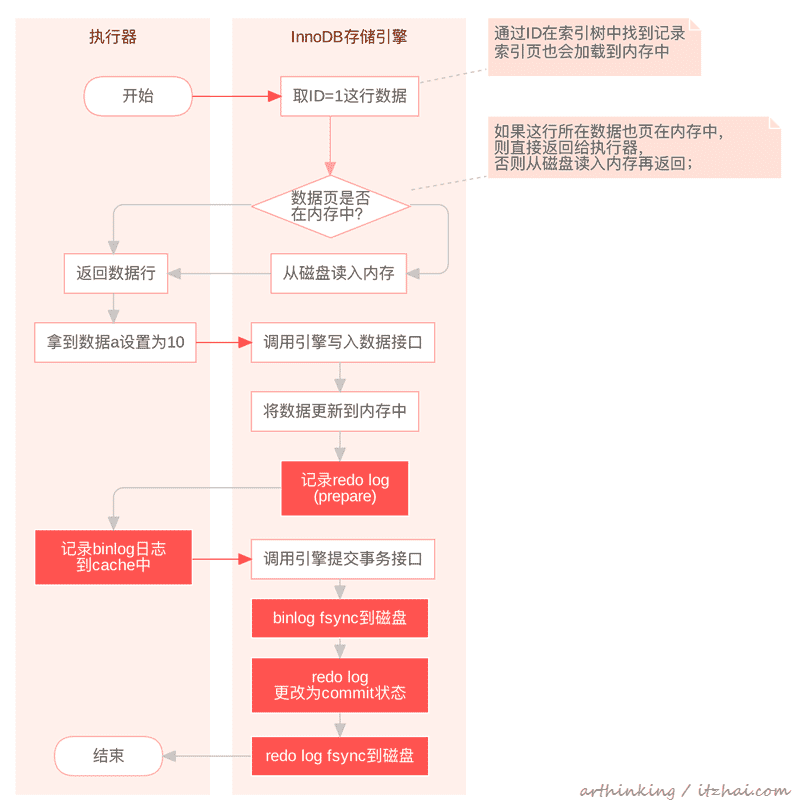 执行器
InnoDB存储引擎
通过ID在索引树中找到记录
索引页也会加载到内存中
开始
取ID=1这行数据
如果这行所在数据也页在内存中，
则直接返回给执行器，
否则从磁盘读入内存再返回；
数据页是否
在内存中?
返回数据行
从磁盘读入内存
拿到数据a设置为10
调用引擎写入数据接口
将数据更新到内存中
记录redo log
(prepare)
记录binlog日志
到cache中
调用引擎提交事务接口
binlog fsync到磁盘
redo log
更改为commit状态
结束
redo log fsync到磁盘
arthinking / itzhai.com